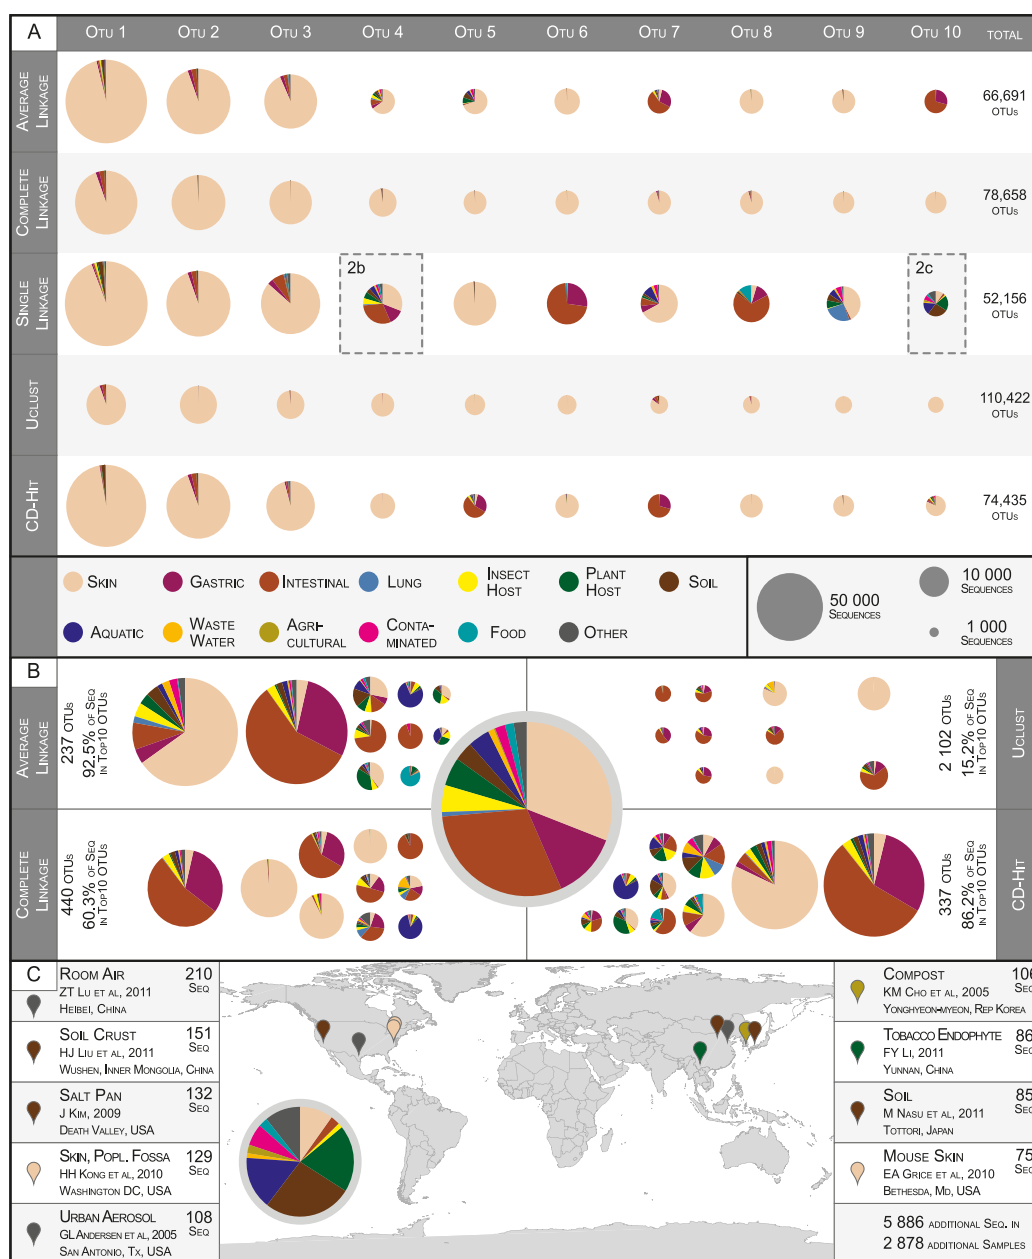 A
OTU 1 OTU 2 OTU 3 OTU 4 OTU 5 OTU 6 OTU 7 OTU 8 OTU 9 OTU 10 TOTAL
AVERAGE
LINKAGE
66,691
OTUS
COMPLETE
LINKAGE
78,658
OTUS
SINGLE
LINKAGE
2b
2c
52,156
OTUS
UCLUST
110,422
OTUS
CD-HIT
74,435
OTUS
SKIN
GASTRIC
INTESTINAL
LUNG
INSECT
HOST
PLANT
HOST
SOIL
AQUATIC
WASTE
WATER
AGRI-
CULTURAL
CONTA-
MINATED
FOOD
OTHER
50 000
SEQUENCES
10 000
SEQUENCES
1 000
SEQUENCES
B
AVERAGE
LINKAGE
237 OTUS
92.5% OF SEQ
IN TOP10 OTUS
2 102 OTUS
15.2% OF SEQ
IN TOP10 OTUS
UCLUST
COMPLETE
LINKAGE
440 OTUS
60.3% OF SEQ
IN TOP10 OTUS
337 OTUS
86.2% OF SEQ
IN TOP10 OTUS
CD-HIT
C
ROOM AIR 210
ZT LU ET AL, 2011 SEQ
HEIBEI, CHINA
SOIL CRUST 151
HJ LIU ET AL, 2011 SEQ
WUSHEN, INNER MONGOLIA, CHINA
SALT PAN 132
J KIM, 2009 SEQ
DEATH VALLEY, USA
SKIN, POPL. FOSSA 129
HH KONG ET AL, 2010 SEQ
WASHINGTON DC, USA
URBAN AEROSOL 108
GL ANDERSEN ET AL, 2005 SEQ
SAN ANTONIO, TX, USA
COMPOST 106
KM CHO ET AL, 2005 SEQ
YONGHYEON-MYEON, REP KOREA
TOBACCO ENDOPHYTE 86
FY LI, 2011 SEQ
YUNNAN, CHINA
SOIL 85
M NASU ET AL, 2011 SEQ
TOTTORI, JAPAN
MOUSE SKIN 75
EA GRICE ET AL, 2010 SEQ
BETHESDA, MD, USA
5 886 ADDITIONAL SEQ. IN
2 878 ADDITIONAL SAMPLES